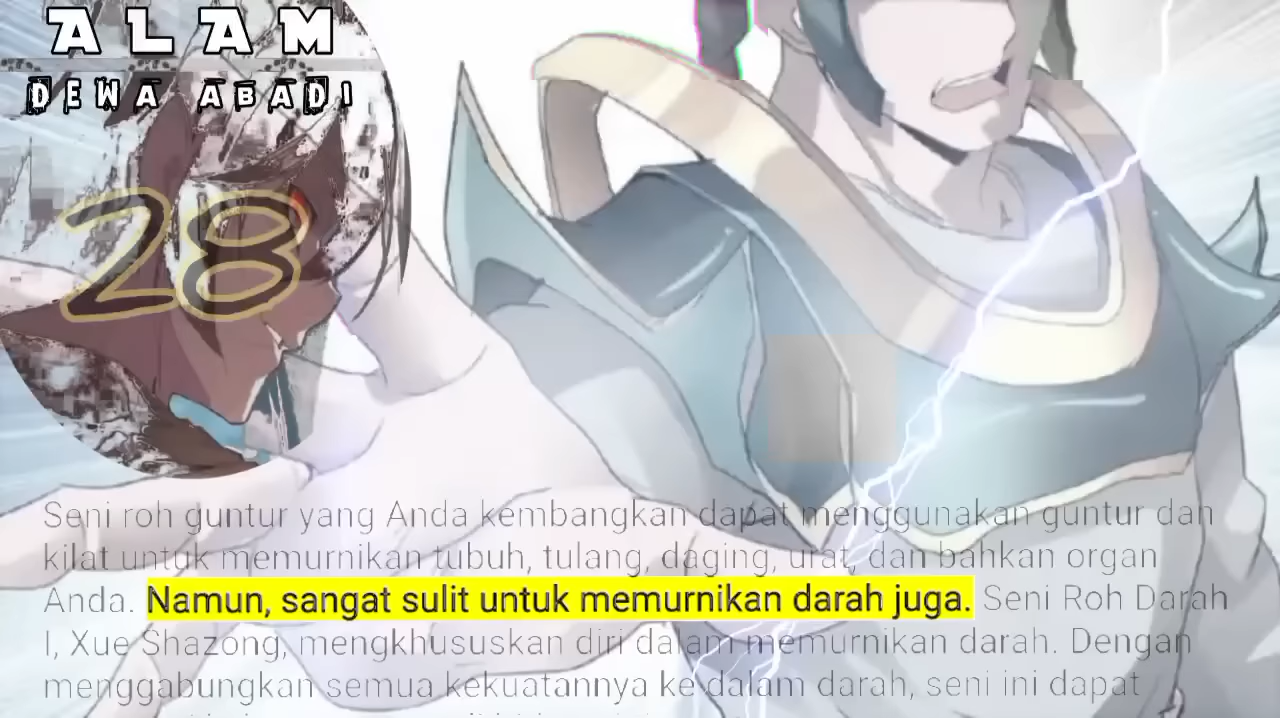 ALAM
DEWA ABADI
28
Seni roh guntur yang Anda kembangkan dapat menggunakan guntur dan
kilat untuk memurnikan tubuh, tulang, daging, urat, dan bahkan organ
Anda. Namun, sangat sulit untuk memurnikan darah juga. Seni Roh Darah
I, Xue Shazong, mengkhususkan diri dalam memurnikan darah. Dengan
menggabungkan semua kekuatannya ke dalam darah, seni ini dapat